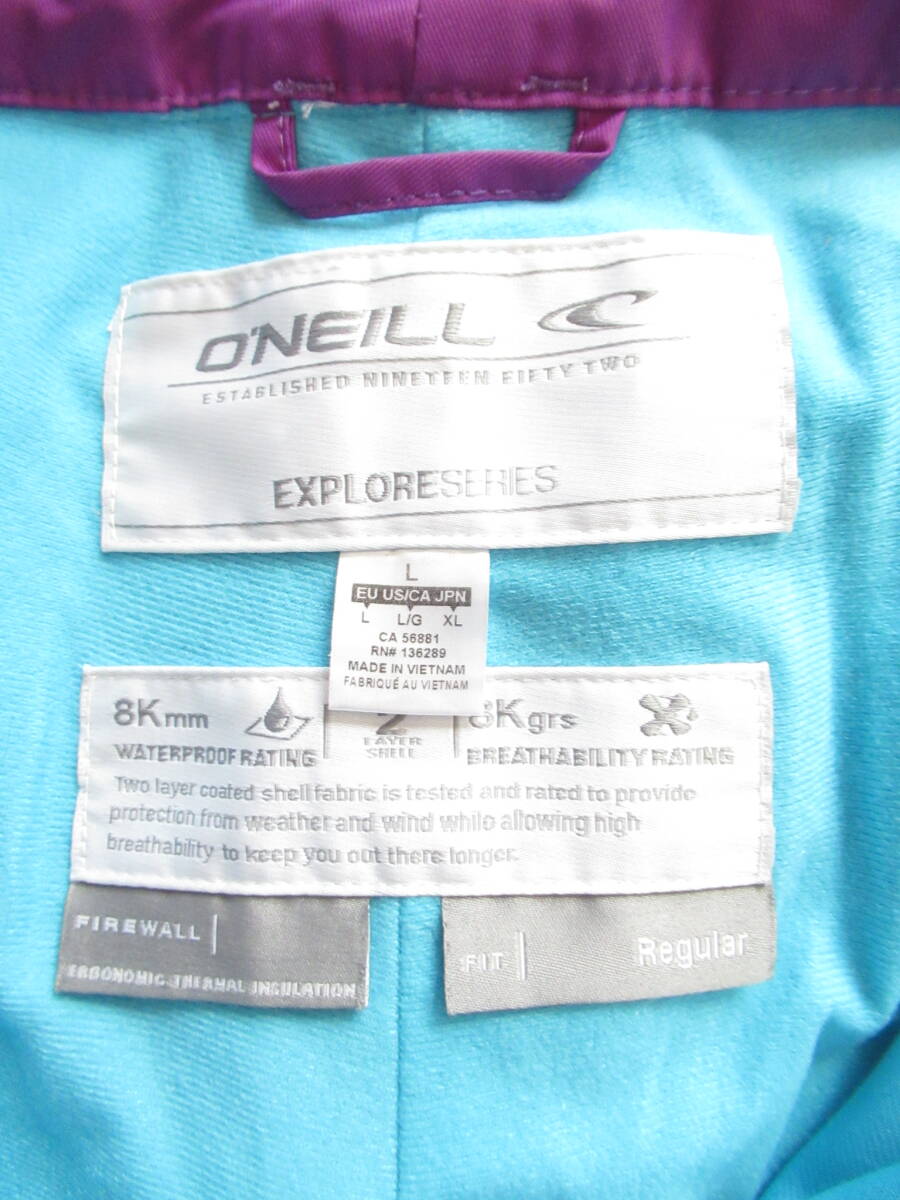 O'NEILL
ESTABLISHED NINETEEN FIFTY TWO
EXPLORESERIES
L
EU US/CA JPN
L L/G XL
CA 56881
RN# 136289
MADE IN VIETNAM
FABRIQUÉ AU VIETNAM
8Kmm 2 8Kgrs
WATERPROOF RATING LAYER SHELL BREATHABILITY RATING
Two layer coated shell fabric is tested and rated to provide
protection from weather and wind while allowing high
breathability to keep you out there longer.
FIREWALL
ERGONOMIC THERMAL INSULATION
FIT Regular